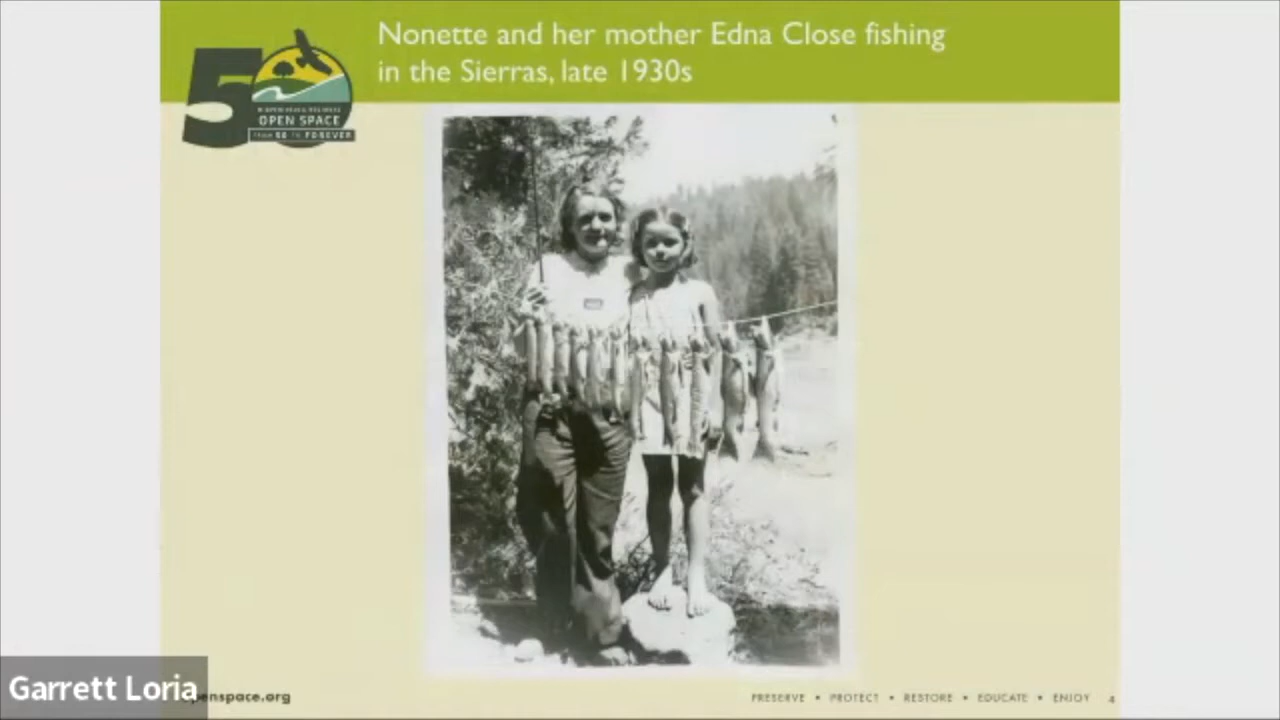 Nonette and her mother Edna Close fishing
in the Sierras, late 1930s
50
OPEN SPACE
FROM 50 TO FOREVER
Garrett Loria
penspace.org
PRESERVE • PROTECT • RESTORE • EDUCATE • ENJOY
4